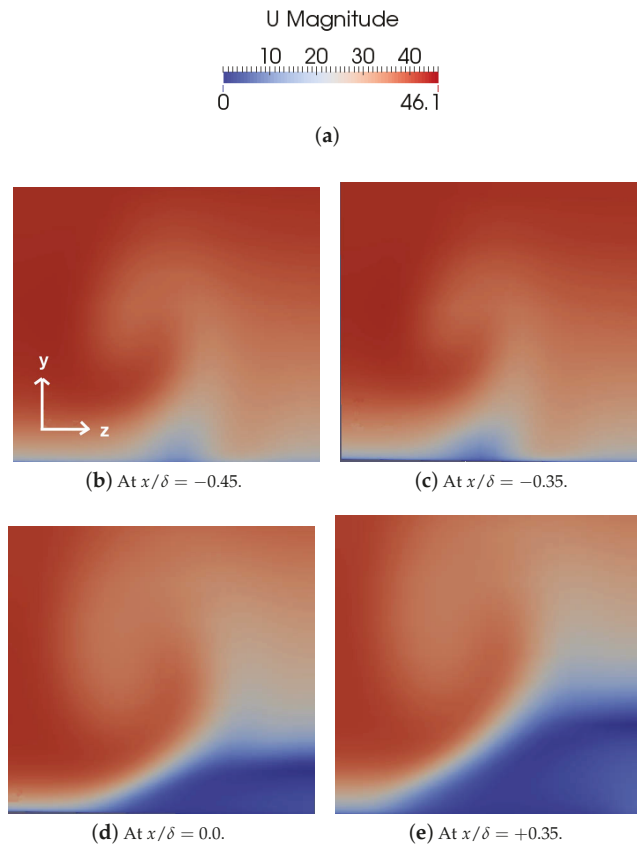 U Magnitude
10 20 30 40
0 46.1
(a)
y
z
(b) At x/δ = −0.45.
(c) At x/δ = −0.35.
(d) At x/δ = 0.0.
(e) At x/δ = +0.35.